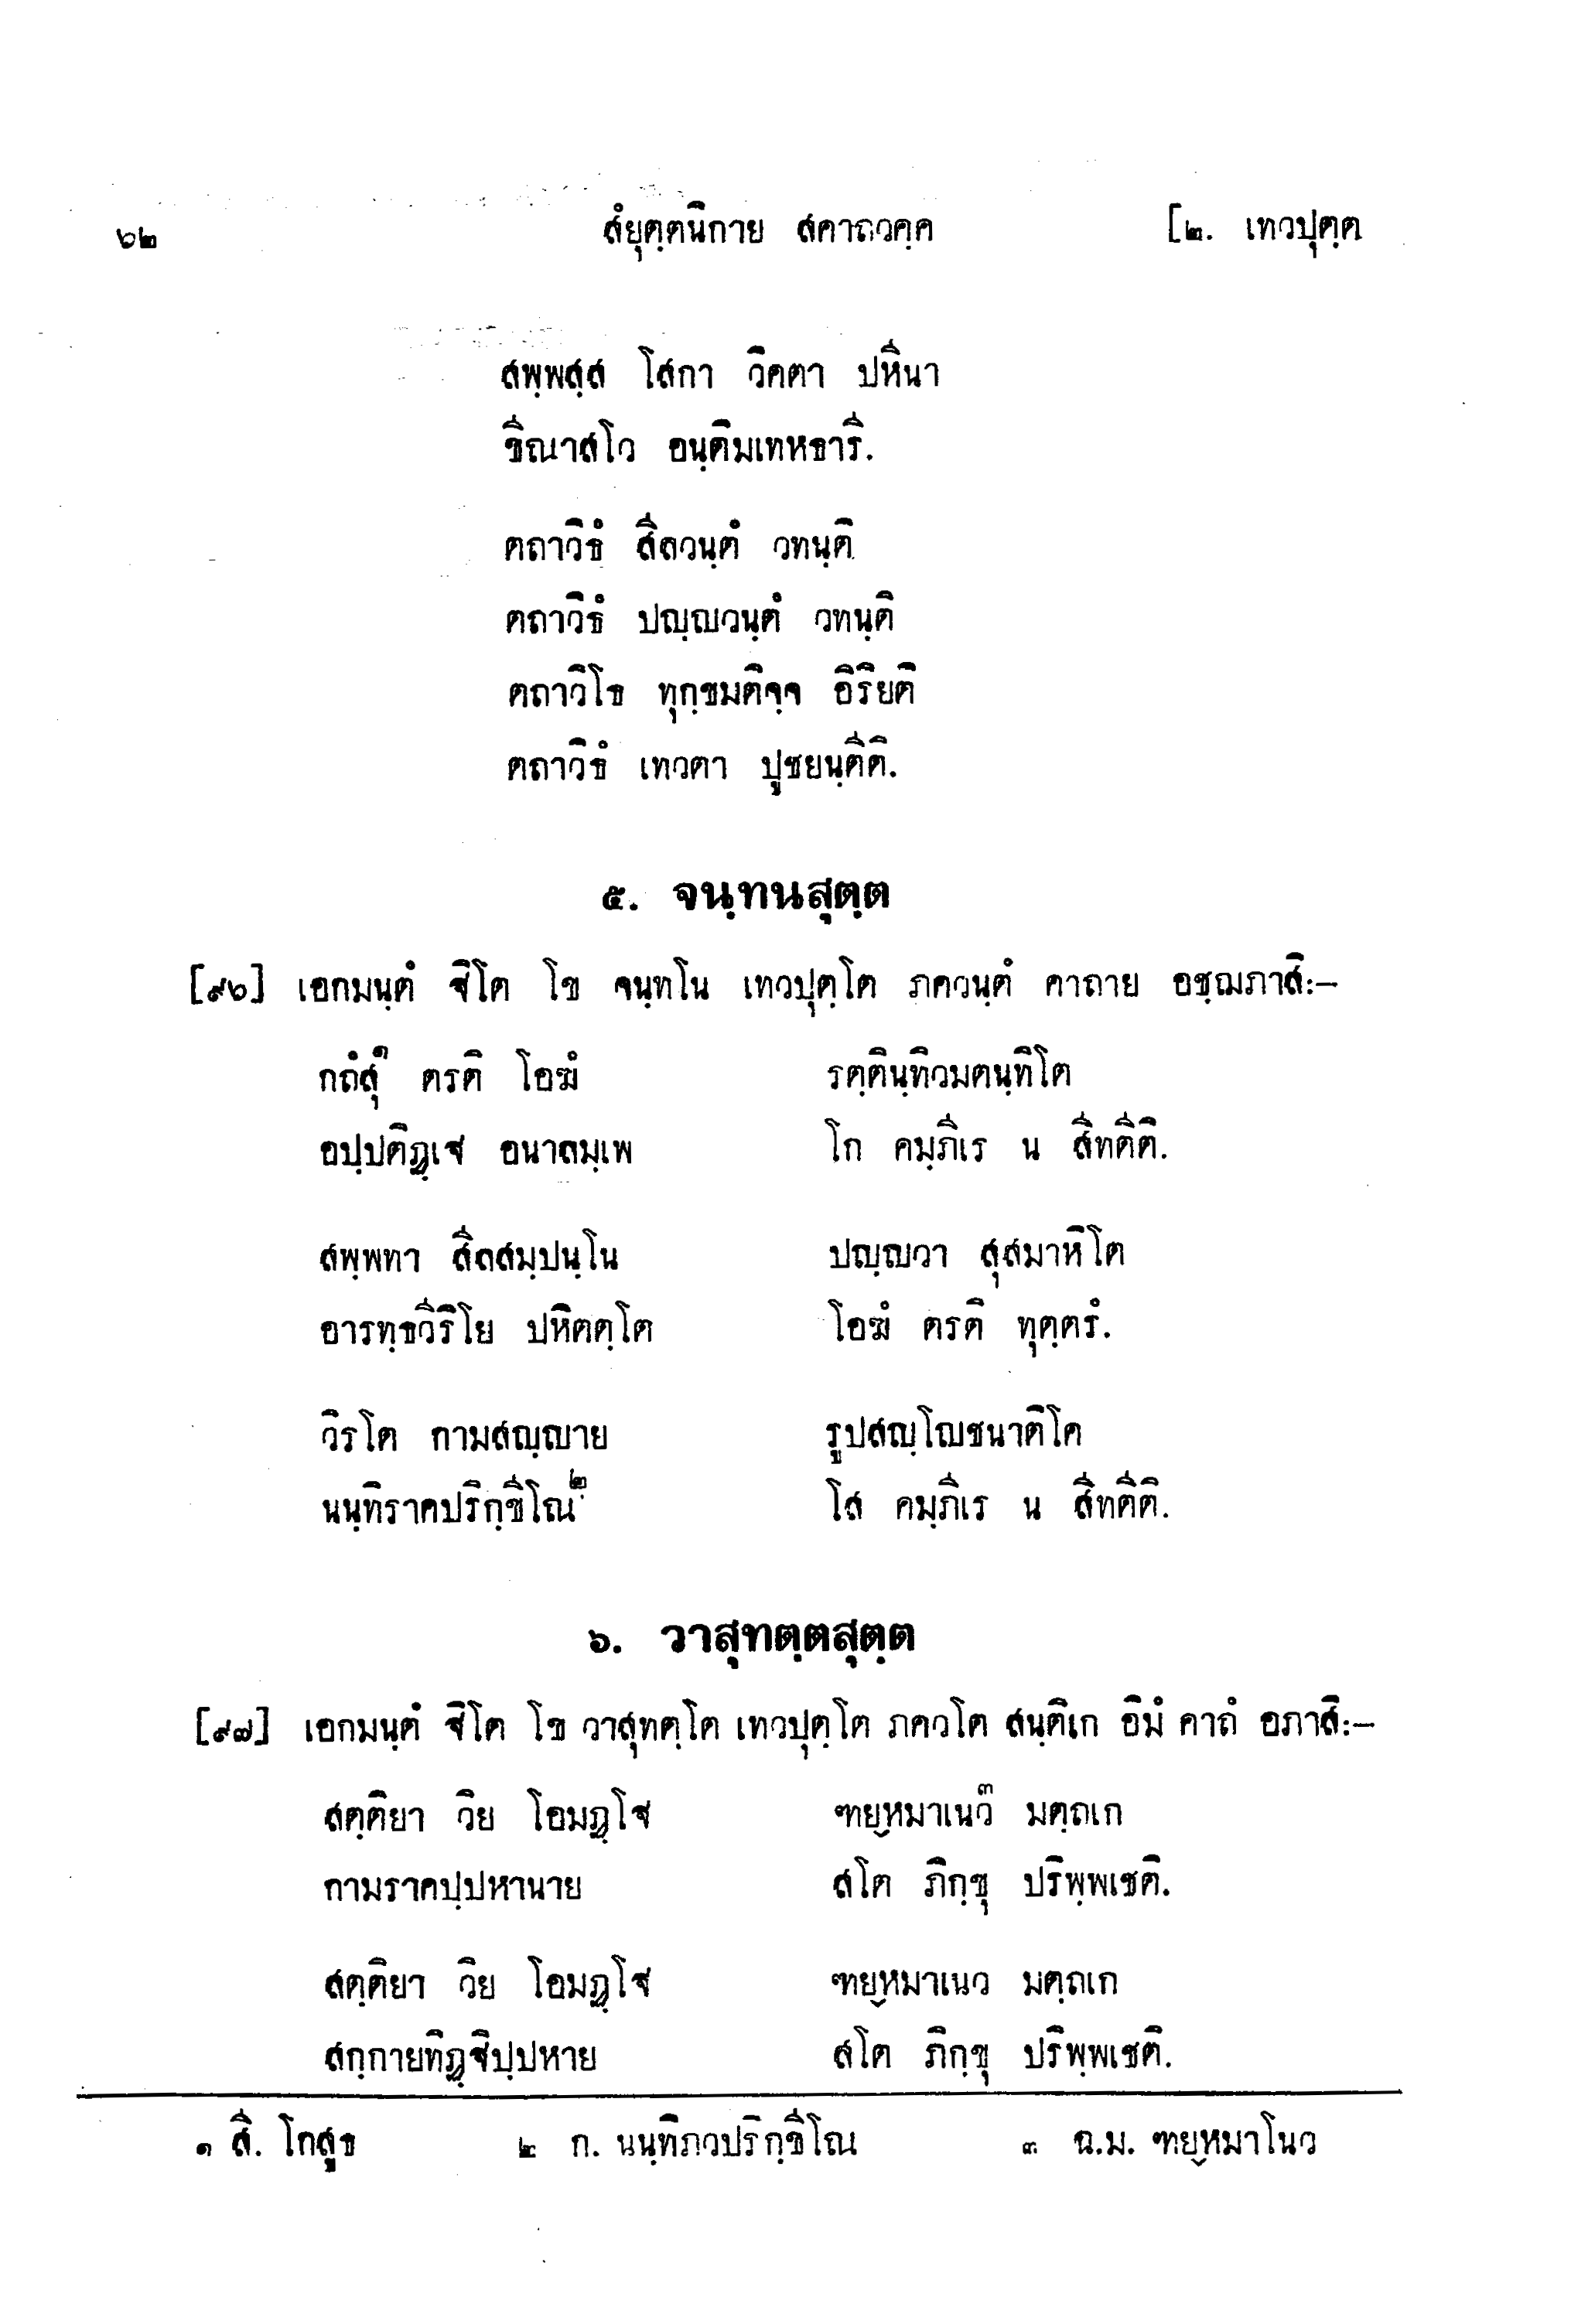 ๖๒ สํยุตฺตนิกาย สคาถวคฺค [๒. เทวปุตฺต
สพฺพสฺส โสกา วิคตา ปหีนา
ขีณาสโว อนฺติมเทหธารี.
ตถาวิธํ สีลวนฺตํ วทนฺติ
ตถาวิธํ ปญฺญวนฺตํ วทนฺติ
ตถาวิโธ ทุกฺขมติจฺจ อิริยติ
ตถาวิธํ เทวตา ปูชยนฺตีติ.
๕. จนฺทนสุตฺต
[๙๖] เอกมนฺตํ ฐิโต โข จนฺทโน เทวปุตฺโต ภควนฺตํ คาถาย อชฺฌภาสิ:–
กถํสุ๑ ตรติ โอฆํ รตฺตินฺทิวมตนฺทิโต
อปฺปติฏฺเฐ อนาลมฺเพ โก คมฺภีเร น สีทตีติ.
สพฺพทา สีลสมฺปนฺโน ปญฺญวา สุสมาหิโต
อารทฺธวีริโย ปหิตตฺโต โอฆํ ตรติ ทุตฺตรํ.
วิรโต กามสญฺญาย รูปสญฺโญชนาติโค
นนฺทิราคปริกฺขีโณ๒ โส คมฺภีเร น สีทตีติ.
๖. วาสุทตฺตสุตฺต
[๙๗] เอกมนฺตํ ฐิโต โข วาสุทตฺโต เทวปุตฺโต ภควโต สนฺติเก อิมํ คาถํ อภาสิ:–
สตฺติยา วิย โอมฏฺโฐ ฑยฺหมาเนว๓ มตฺถเก
กามราคปฺปหานาย สโต ภิกฺขุ ปริพฺพเชติ.
สตฺติยา วิย โอมฏฺโฐ ฑยฺหมาเนว มตฺถเก
สกฺกายทิฏฺฐิปฺปหาย สโต ภิกฺขุ ปริพฺพเชติ.
๑ สี. โกสูธ ๒ ก. นนฺทิภวปริกฺขีโณ ๓ ฉ.ม. ฑยฺหมาโนว